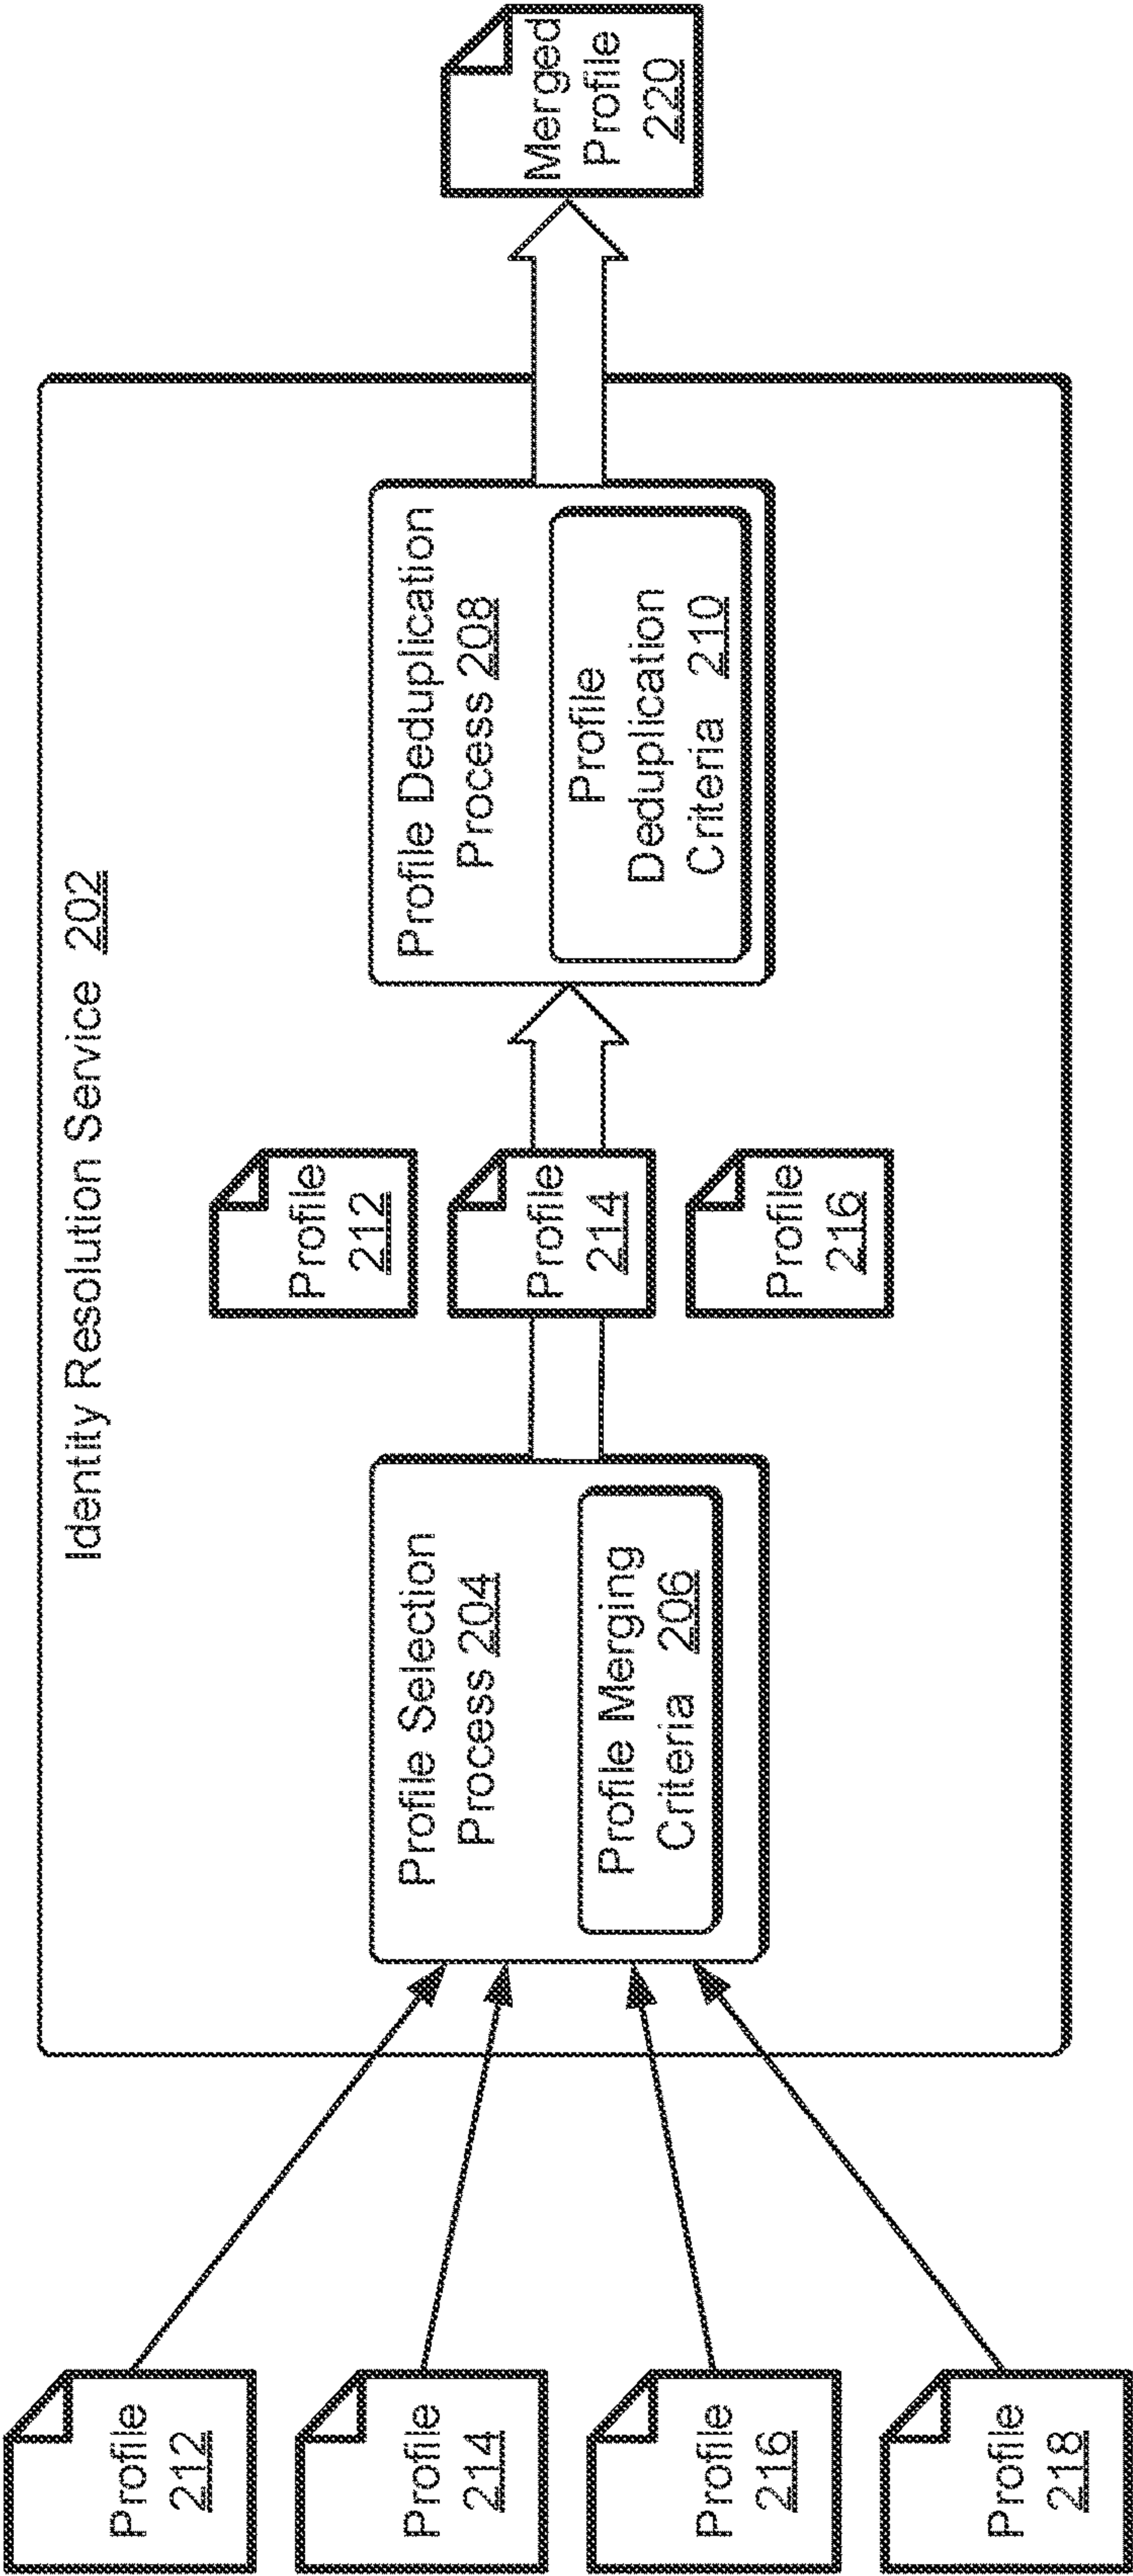 Identity Resolution Service 202
Profile
212
Profile
214
Profile
216
Profile
218
Profile Selection
Process 204
Profile Merging
Criteria 206
Profile
212
Profile
214
Profile
216
Profile Deduplication
Process 208
Profile
Deduplication
Criteria 210
Merged
Profile
220